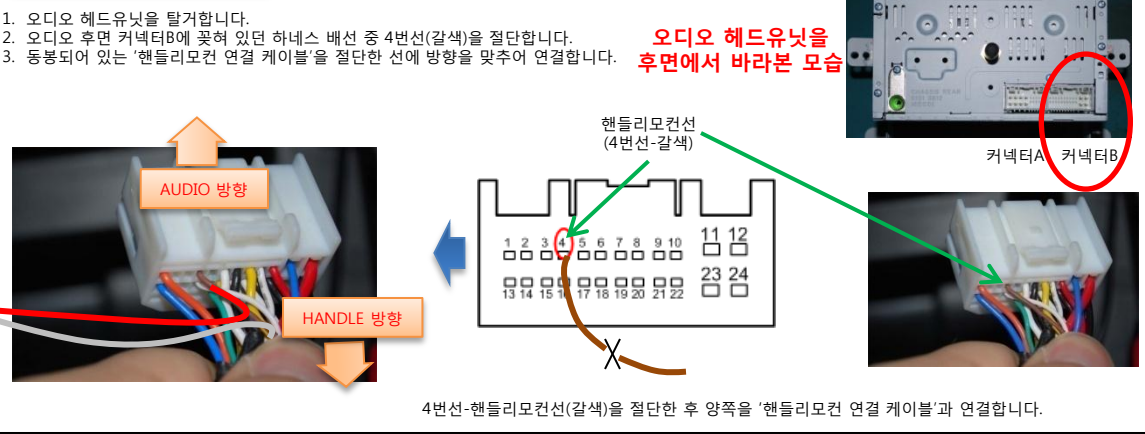 1. 오디오 헤드유닛을 탈거합니다.
2. 오디오 후면 커넥터B에 꽂혀 있던 하네스 배선 중 4번선(갈색)을 절단합니다.
3. 동봉되어 있는 '핸들리모컨 연결 케이블'을 절단한 선에 방향을 맞추어 연결합니다.
오디오 헤드유닛을
후면에서 바라본 모습
커넥터A 커넥터B
AUDIO 방향
HANDLE 방향
핸들리모컨선
(4번선-갈색)
1 2 3 4 5 6 7 8 9 10 11 12
13 14 15 16 17 18 19 20 21 22 23 24
X
4번선-핸들리모컨선(갈색)을 절단한 후 양쪽을 '핸들리모컨 연결 케이블'과 연결합니다.